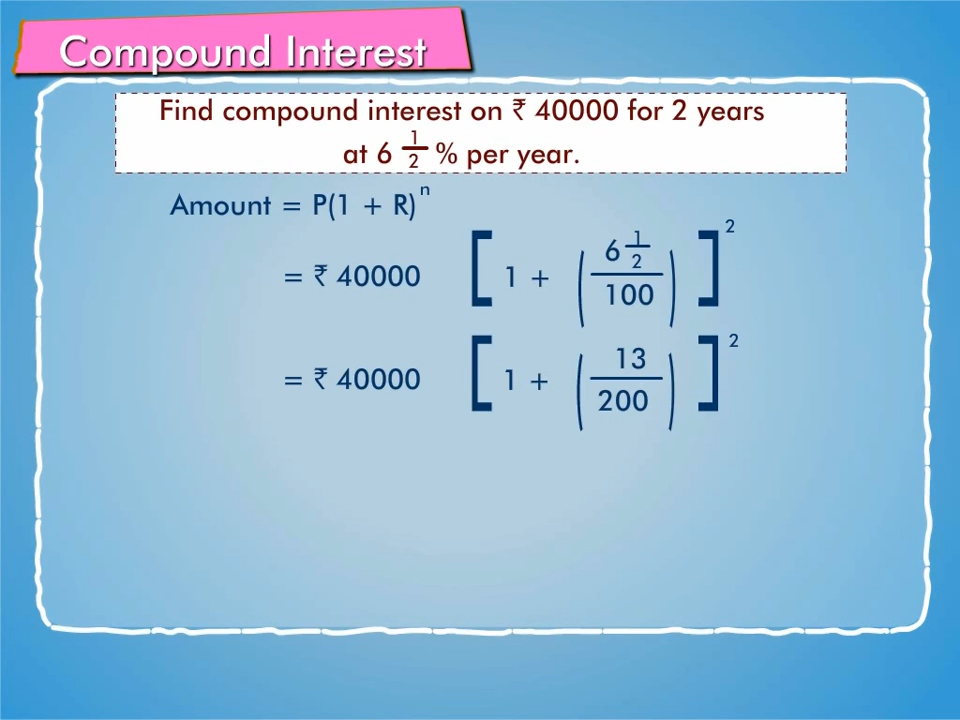 Compound Interest
Find compound interest on ₹ 40000 for 2 years
at 6 1/2 % per year.
Amount = P(1 + R)^n
= ₹ 40000 [ 1 + ( 6 1/2 / 100 ) ]^2
= ₹ 40000 [ 1 + ( 13 / 200 ) ]^2